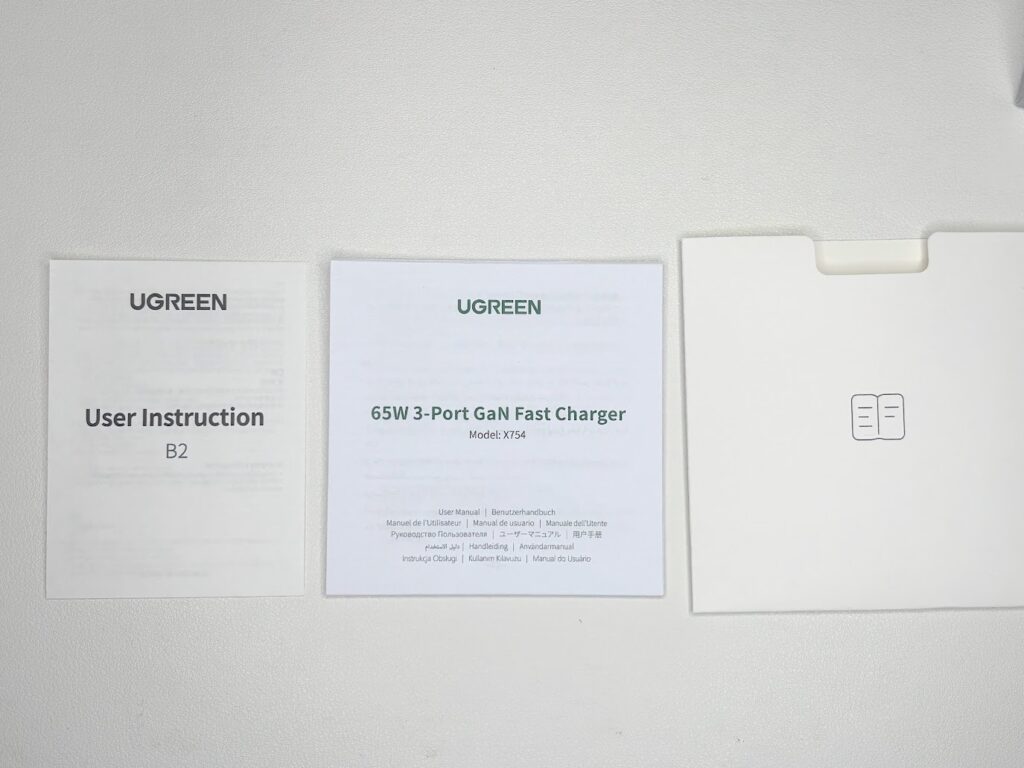 UGREEN
User Instruction
B2
UGREEN
65W 3-Port GaN Fast Charger
Model: X754
User Manual | Benutzerhandbuch
Manuel de l'Utilisateur | Manual de usuario | Manuale dell'Utente
Руководство Пользователя | ユーザーマニュアル | 用户手册
دليل الاستخدام | Handleiding | Användarmanual
Instrukcja Obsługi | Kullanım Kılavuzu | Manual do Usuário